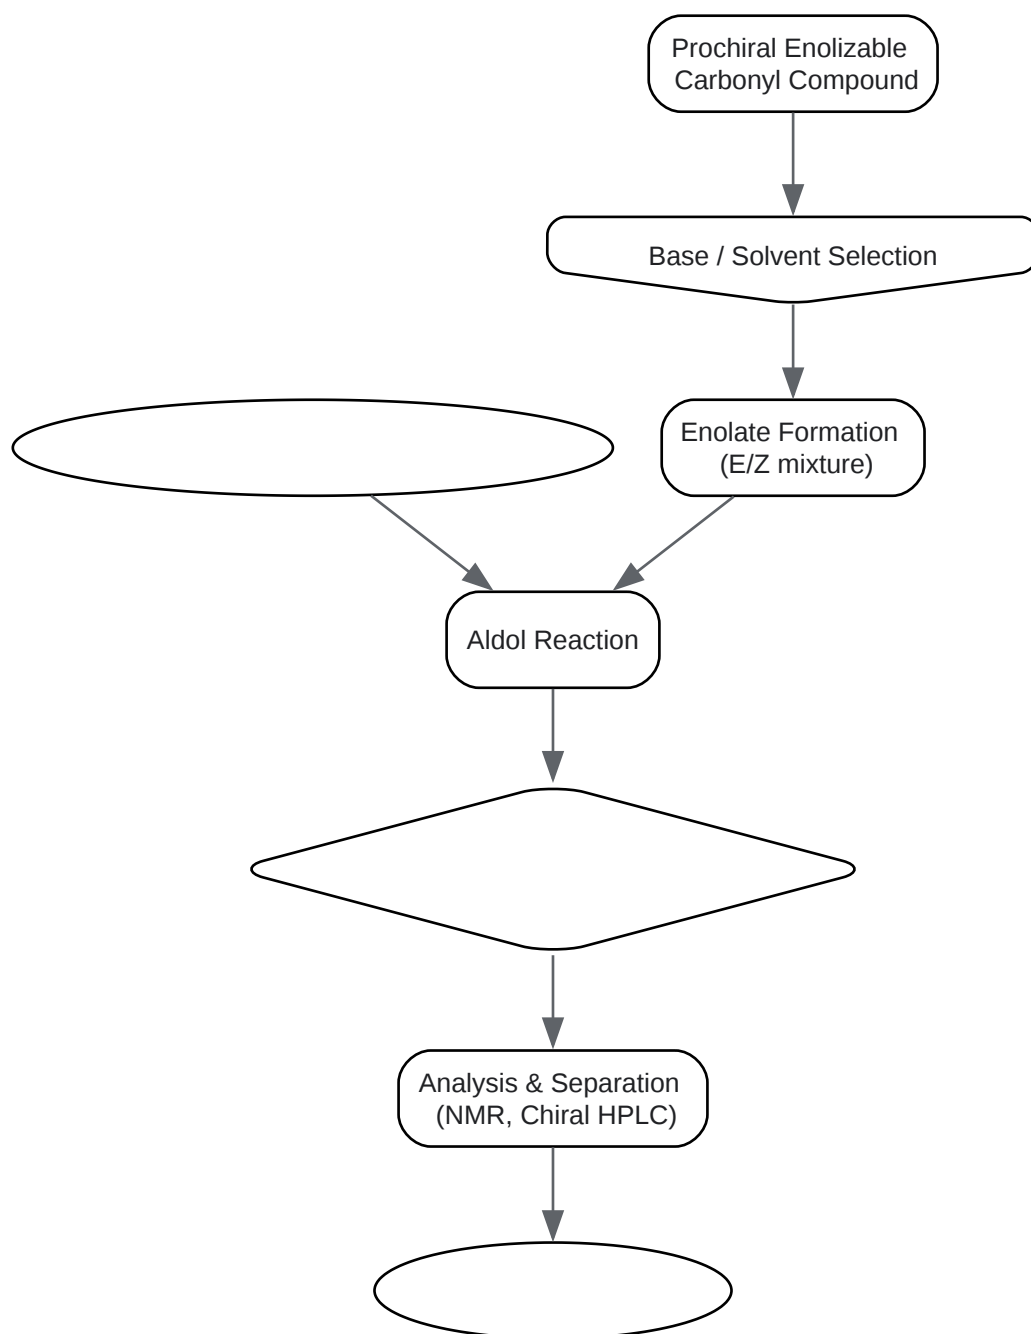 Prochiral Enolizable
Carbonyl Compound
Base / Solvent Selection
Enolate Formation
(E/Z mixture)
Aldol Reaction
Analysis & Separation
(NMR, Chiral HPLC)